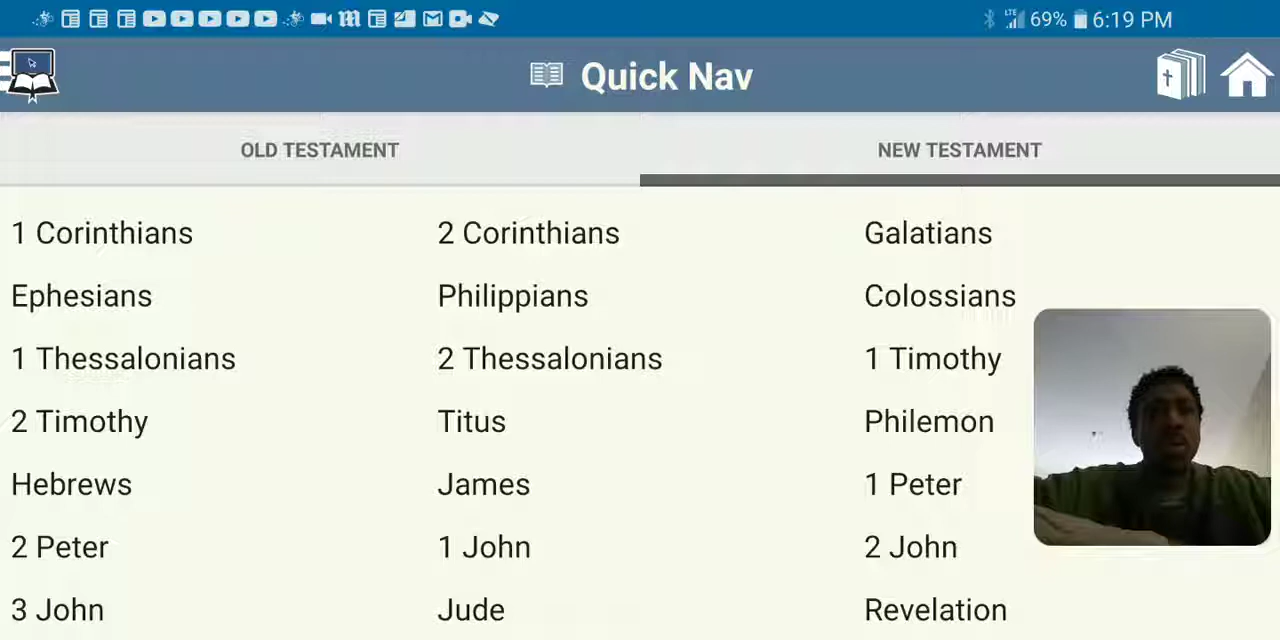 LTE 69% 6:19 PM
Quick Nav
OLD TESTAMENT NEW TESTAMENT
1 Corinthians 2 Corinthians Galatians
Ephesians Philippians Colossians
1 Thessalonians 2 Thessalonians 1 Timothy
2 Timothy Titus Philemon
Hebrews James 1 Peter
2 Peter 1 John 2 John
3 John Jude Revelation